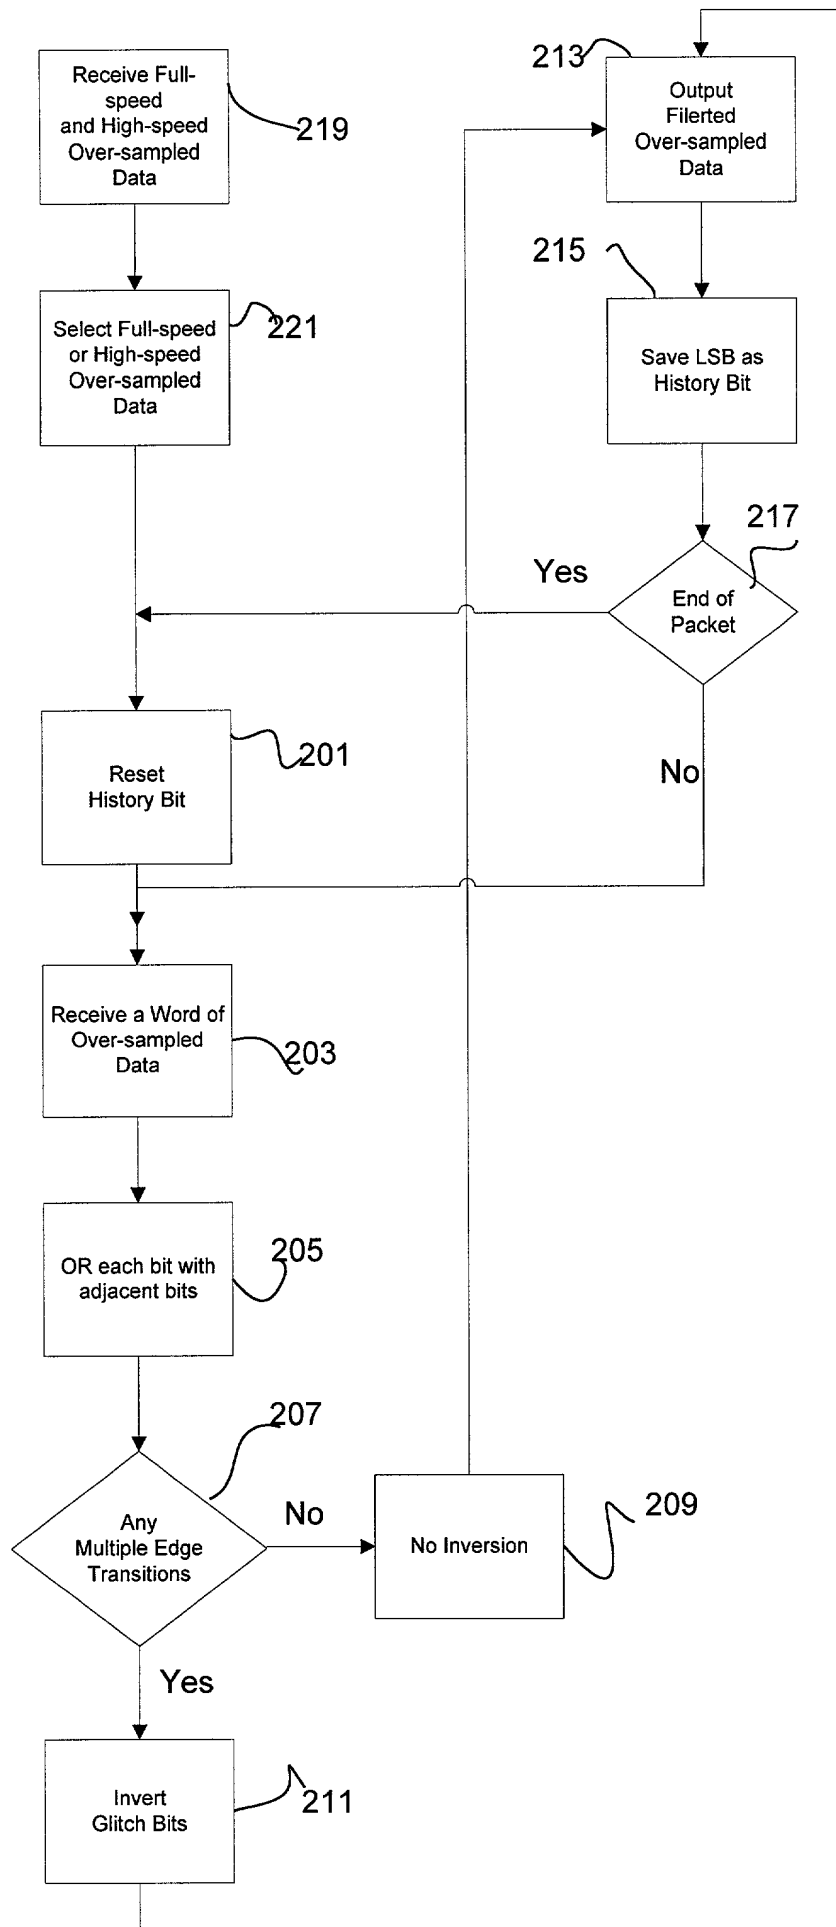 Receive Full-
speed
and High-speed
Over-sampled
Data
219
Select Full-speed
or High-speed
Over-sampled
Data
221
Reset
History Bit
201
Receive a Word of
Over-sampled
Data
203
OR each bit with
adjacent bits
205
Any
Multiple Edge
Transitions
207
No
No Inversion
209
Yes
Invert
Glitch Bits
211
213
Output
Filerted
Over-sampled
Data
215
Save LSB as
History Bit
217
End of
Packet
Yes
No